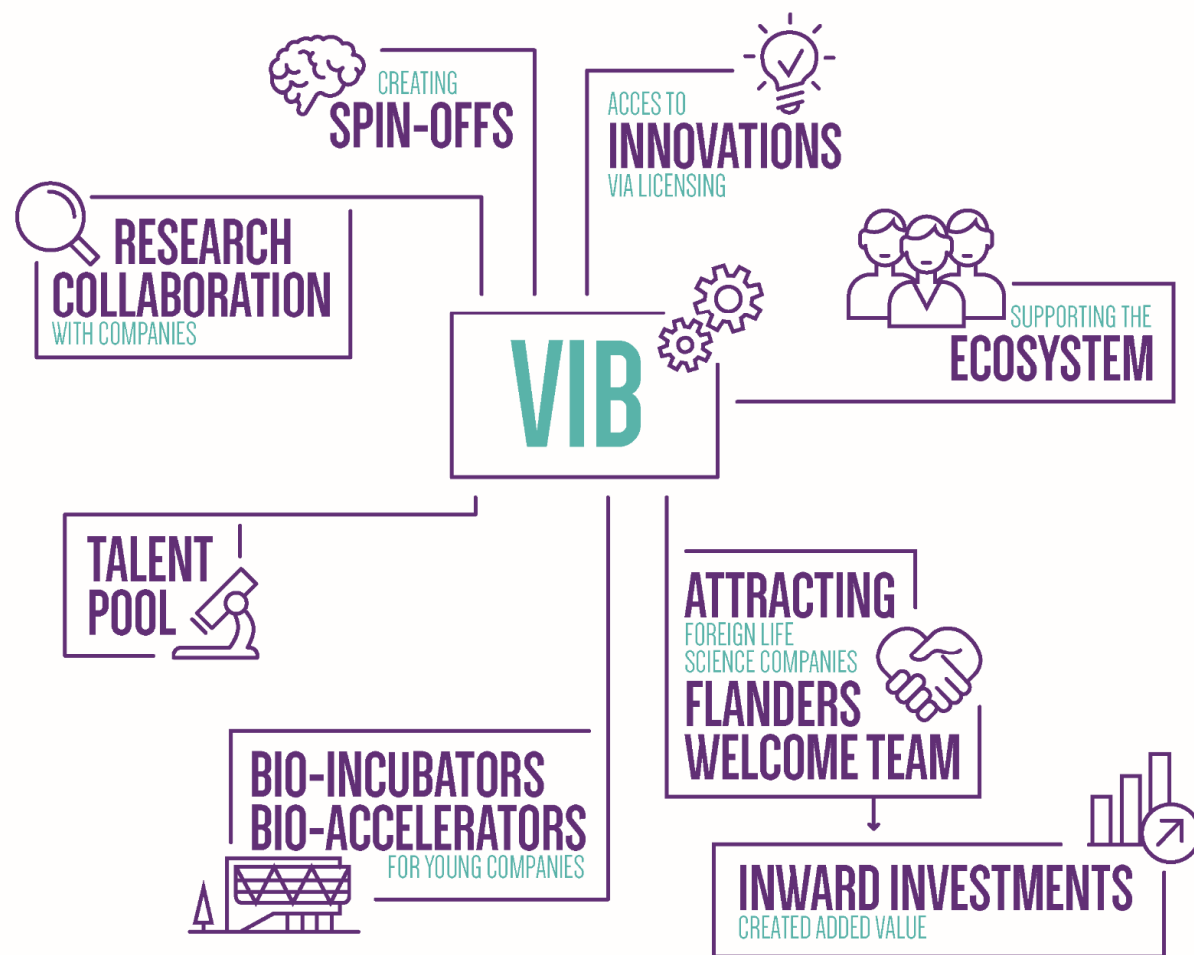 CREATING
SPIN-OFFS
ACCES TO
INNOVATIONS
VIA LICENSING
RESEARCH
COLLABORATION
WITH COMPANIES
SUPPORTING THE
ECOSYSTEM
VIB
TALENT
POOL
ATTRACTING
FOREIGN LIFE
SCIENCE COMPANIES
FLANDERS
WELCOME TEAM
BIO-INCUBATORS
BIO-ACCELERATORS
FOR YOUNG COMPANIES
INWARD INVESTMENTS
CREATED ADDED VALUE